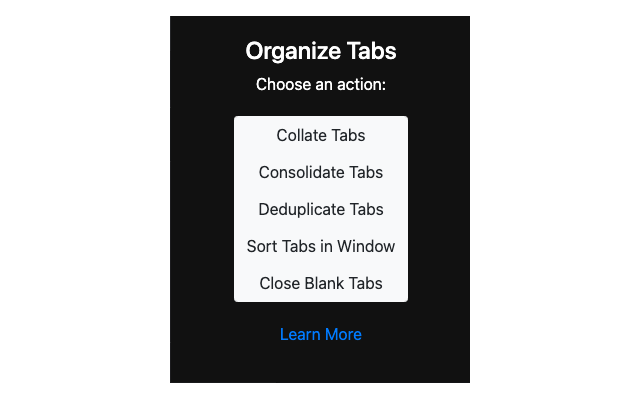 Organize Tabs
Choose an action:
Collate Tabs
Consolidate Tabs
Deduplicate Tabs
Sort Tabs in Window
Close Blank Tabs
Learn More